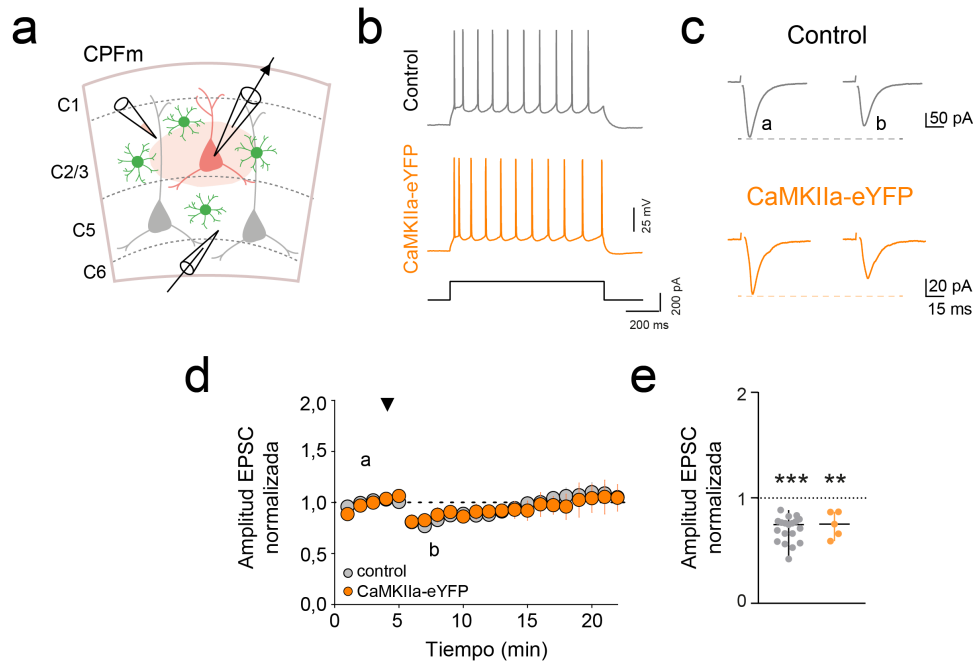 a
CPFm
C1
C2/3
C5
C6
b
Control
CaMKIIa-eYFP
25 mV
200 pA
200 ms
c
Control
a
b
50 pA
CaMKIIa-eYFP
20 pA
15 ms
d
Amplitud EPSC
normalizada
2,0
1,5
1,0
0,5
0,0
a
b
control
CaMKIIa-eYFP
0
5
10
15
20
Tiempo (min)
e
Amplitud EPSC
normalizada
2
1
0
***
**